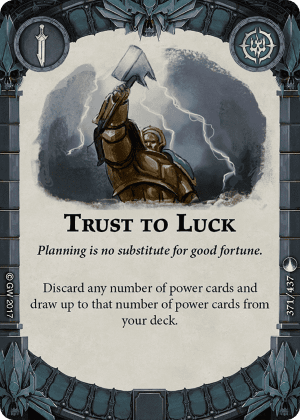 TRUST TO LUCK
Planning is no substitute for good fortune.
Discard any number of power cards and
draw up to that number of power cards from
your deck.
© GW 2017
371/437